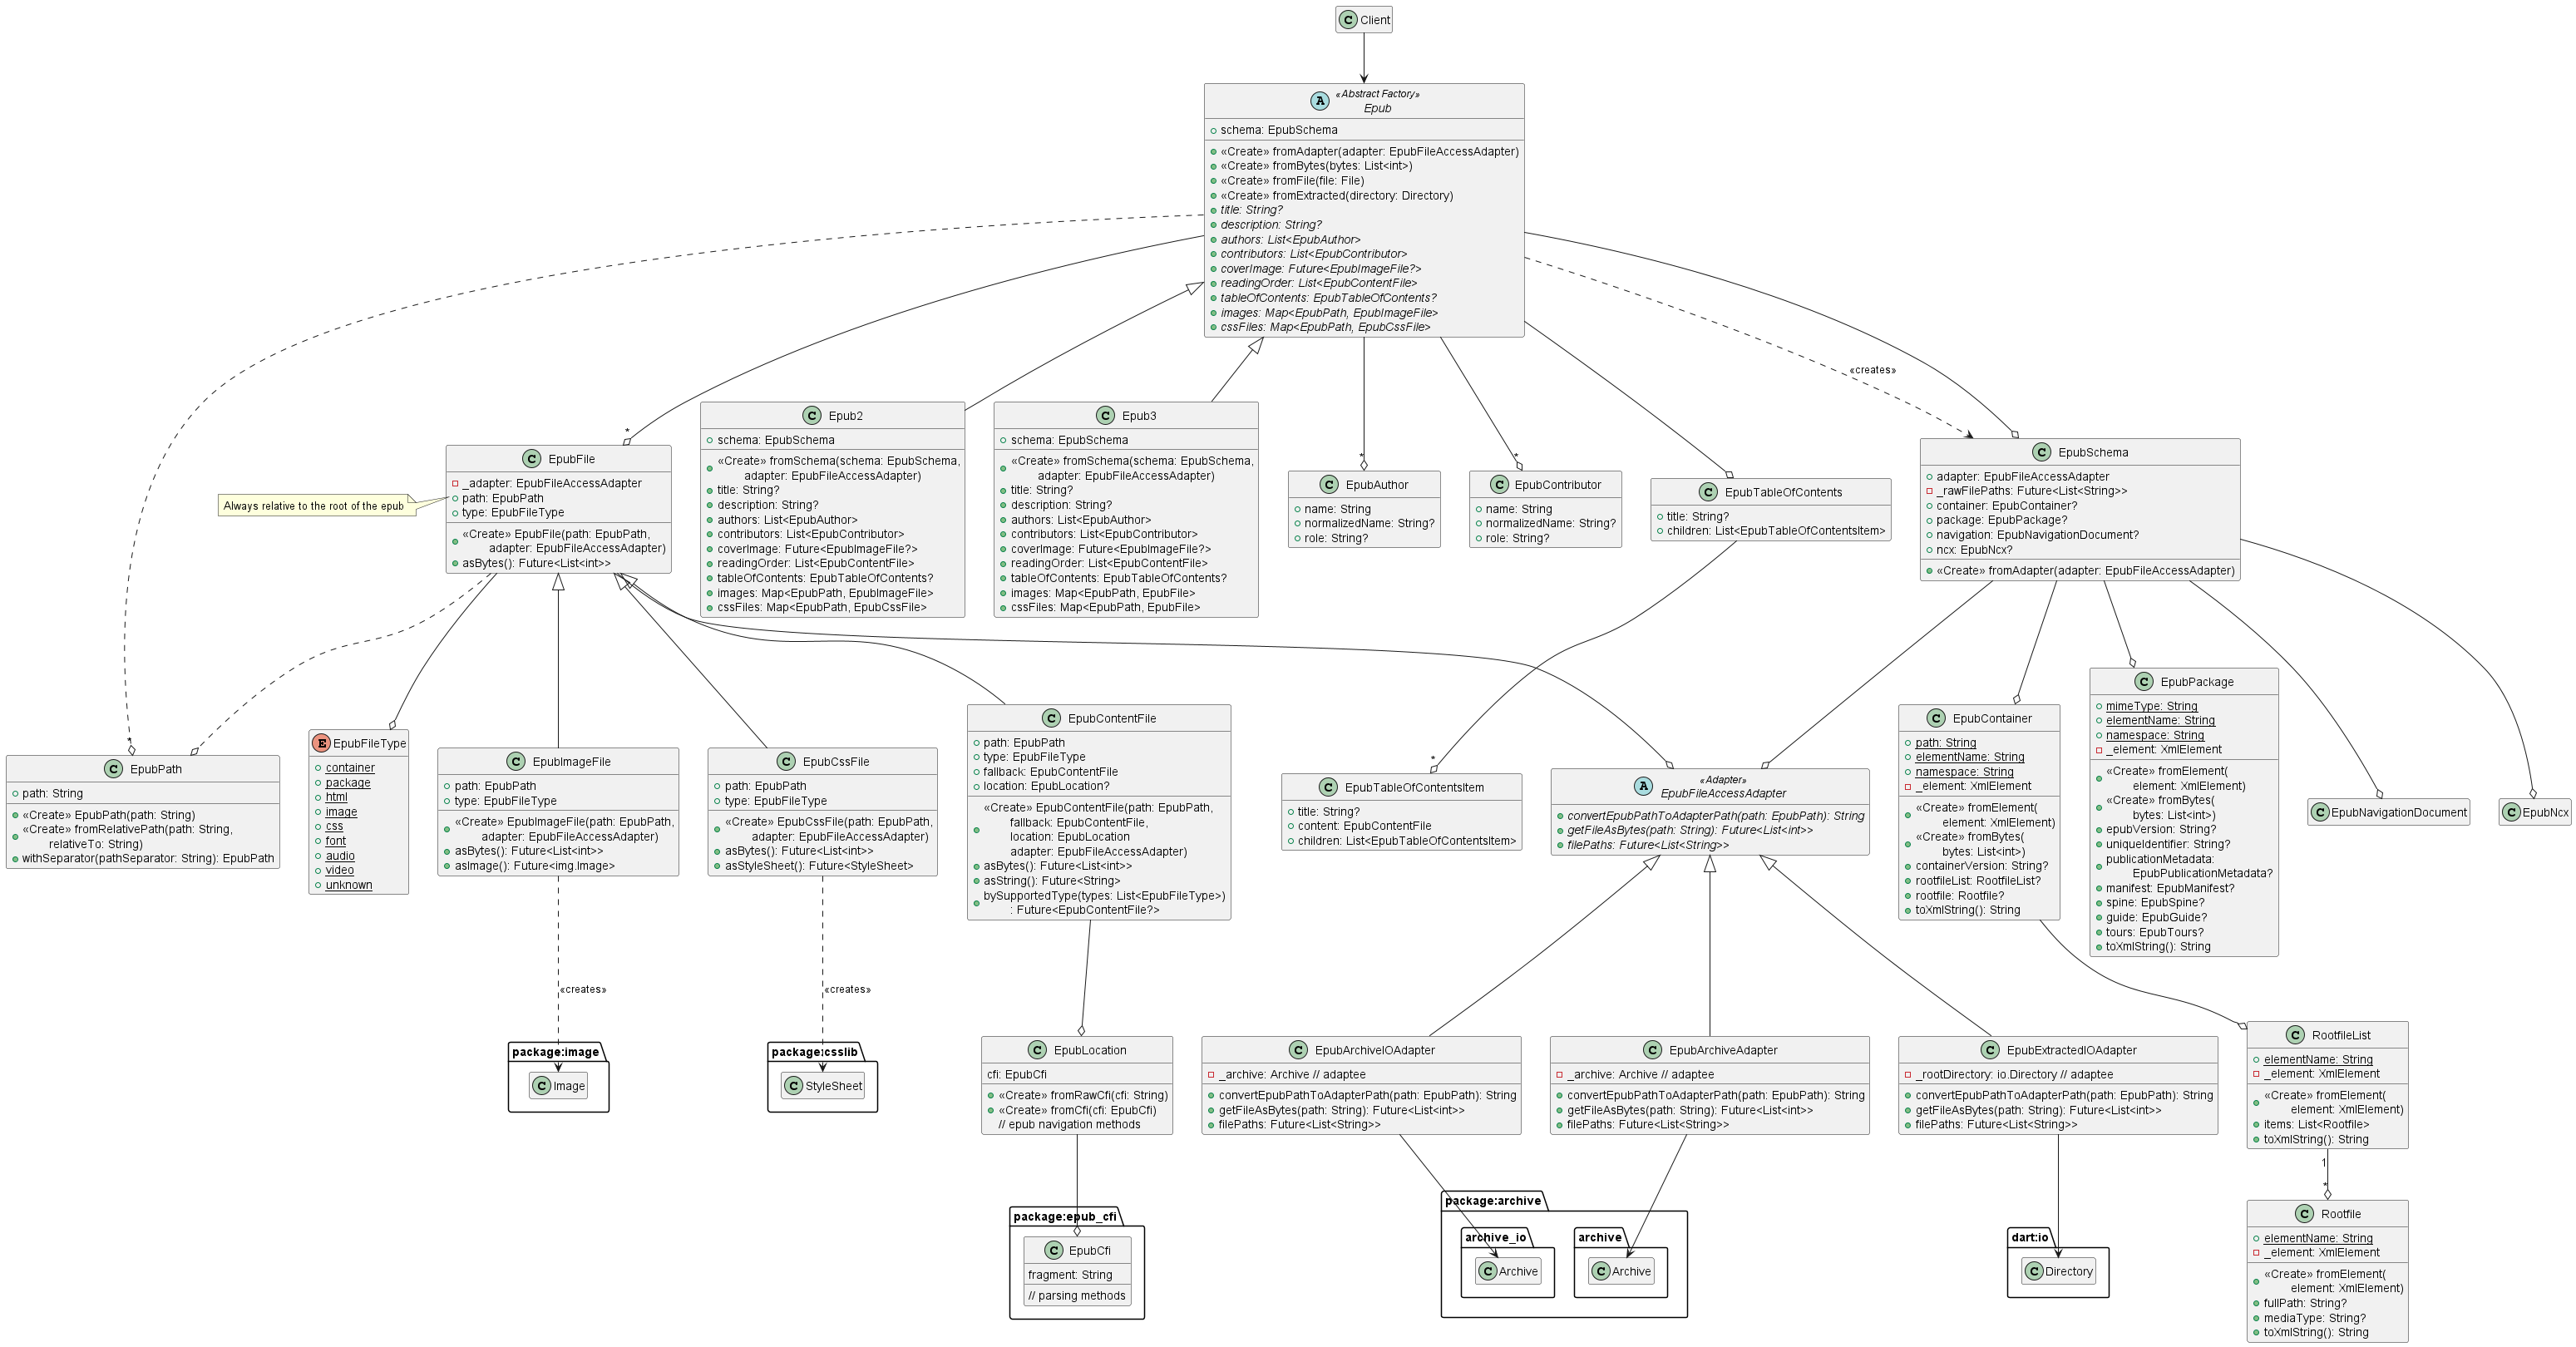 Client
«Abstract Factory»
Epub
schema: EpubSchema
«Create» fromAdapter(adapter: EpubFileAccessAdapter)
«Create» fromBytes(bytes: List<int>)
«Create» fromFile(file: File)
«Create» fromExtracted(directory: Directory)
title: String?
description: String?
authors: List<EpubAuthor>
contributors: List<EpubContributor>
coverImage: Future<EpubImageFile?>
readingOrder: List<EpubContentFile>
tableOfContents: EpubTableOfContents?
images: Map<EpubPath, EpubImageFile>
cssFiles: Map<EpubPath, EpubCssFile>
«creates»
*
*
*
EpubFile
_adapter: EpubFileAccessAdapter
path: EpubPath
type: EpubFileType
«Create» EpubFile(path: EpubPath,
adapter: EpubFileAccessAdapter)
asBytes(): Future<List<int>>
Always relative to the root of the epub
Epub2
schema: EpubSchema
«Create» fromSchema(schema: EpubSchema,
adapter: EpubFileAccessAdapter)
title: String?
description: String?
authors: List<EpubAuthor>
contributors: List<EpubContributor>
coverImage: Future<EpubImageFile?>
readingOrder: List<EpubContentFile>
tableOfContents: EpubTableOfContents?
images: Map<EpubPath, EpubImageFile>
cssFiles: Map<EpubPath, EpubCssFile>
Epub3
schema: EpubSchema
«Create» fromSchema(schema: EpubSchema,
adapter: EpubFileAccessAdapter)
title: String?
description: String?
authors: List<EpubAuthor>
contributors: List<EpubContributor>
coverImage: Future<EpubImageFile?>
readingOrder: List<EpubContentFile>
tableOfContents: EpubTableOfContents?
images: Map<EpubPath, EpubFile>
cssFiles: Map<EpubPath, EpubFile>
EpubAuthor
name: String
normalizedName: String?
role: String?
EpubContributor
name: String
normalizedName: String?
role: String?
EpubTableOfContents
title: String?
children: List<EpubTableOfContentsItem>
EpubSchema
adapter: EpubFileAccessAdapter
_rawFilePaths: Future<List<String>>
container: EpubContainer?
package: EpubPackage?
navigation: EpubNavigationDocument?
ncx: EpubNcx?
«Create» fromAdapter(adapter: EpubFileAccessAdapter)
*
*
EpubPath
path: String
«Create» EpubPath(path: String)
«Create» fromRelativePath(path: String,
relativeTo: String)
withSeparator(pathSeparator: String): EpubPath
EpubFileType
container
package
html
image
css
font
audio
video
unknown
EpubImageFile
path: EpubPath
type: EpubFileType
«Create» EpubImageFile(path: EpubPath,
adapter: EpubFileAccessAdapter)
asBytes(): Future<List<int>>
asImage(): Future<img.Image>
EpubCssFile
path: EpubPath
type: EpubFileType
«Create» EpubCssFile(path: EpubPath,
adapter: EpubFileAccessAdapter)
asBytes(): Future<List<int>>
asStyleSheet(): Future<StyleSheet>
EpubContentFile
path: EpubPath
type: EpubFileType
fallback: EpubContentFile
location: EpubLocation?
«Create» EpubContentFile(path: EpubPath,
fallback: EpubContentFile,
location: EpubLocation
adapter: EpubFileAccessAdapter)
asBytes(): Future<List<int>>
asString(): Future<String>
bySupportedType(types: List<EpubFileType>)
: Future<EpubContentFile?>
EpubTableOfContentsItem
title: String?
content: EpubContentFile
children: List<EpubTableOfContentsItem>
«Adapter»
EpubFileAccessAdapter
convertEpubPathToAdapterPath(path: EpubPath): String
getFileAsBytes(path: String): Future<List<int>>
filePaths: Future<List<String>>
EpubContainer
path: String
elementName: String
namespace: String
_element: XmlElement
«Create» fromElement(
element: XmlElement)
«Create» fromBytes(
bytes: List<int>)
containerVersion: String?
rootfileList: RootfileList?
rootfile: Rootfile?
toXmlString(): String
EpubPackage
mimeType: String
elementName: String
namespace: String
_element: XmlElement
«Create» fromElement(
element: XmlElement)
«Create» fromBytes(
bytes: List<int>)
epubVersion: String?
uniqueIdentifier: String?
publicationMetadata:
EpubPublicationMetadata?
manifest: EpubManifest?
spine: EpubSpine?
guide: EpubGuide?
tours: EpubTours?
toXmlString(): String
EpubNavigationDocument
EpubNcx
«creates»
«creates»
package:image
Image
package:csslib
StyleSheet
EpubLocation
cfi: EpubCfi
«Create» fromRawCfi(cfi: String)
«Create» fromCfi(cfi: EpubCfi)
// epub navigation methods
EpubArchiveIOAdapter
_archive: Archive // adaptee
convertEpubPathToAdapterPath(path: EpubPath): String
getFileAsBytes(path: String): Future<List<int>>
filePaths: Future<List<String>>
EpubArchiveAdapter
_archive: Archive // adaptee
convertEpubPathToAdapterPath(path: EpubPath): String
getFileAsBytes(path: String): Future<List<int>>
filePaths: Future<List<String>>
EpubExtractedIOAdapter
_rootDirectory: io.Directory // adaptee
convertEpubPathToAdapterPath(path: EpubPath): String
getFileAsBytes(path: String): Future<List<int>>
filePaths: Future<List<String>>
RootfileList
elementName: String
_element: XmlElement
«Create» fromElement(
element: XmlElement)
items: List<Rootfile>
toXmlString(): String
1
*
package:epub_cfi
EpubCfi
fragment: String
// parsing methods
package:archive
archive_io
Archive
archive
Archive
dart:io
Directory
Rootfile
elementName: String
_element: XmlElement
«Create» fromElement(
element: XmlElement)
fullPath: String?
mediaType: String?
toXmlString(): String